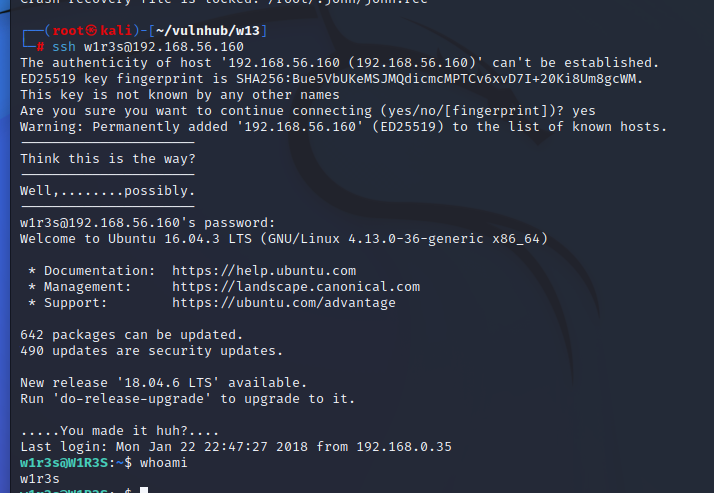 Crash recovery file is locked: /root/.john/john.rec
┌──(root㉿kali)-[~/vulnhub/w13]
└─# ssh w1r3s@192.168.56.160
The authenticity of host '192.168.56.160 (192.168.56.160)' can't be established.
ED25519 key fingerprint is SHA256:Bue5VbUKeMSJMQdicmcMPTCv6xvD7I+20Ki8Um8gcWM.
This key is not known by any other names
Are you sure you want to continue connecting (yes/no/[fingerprint])? yes
Warning: Permanently added '192.168.56.160' (ED25519) to the list of known hosts.
----------------------
Think this is the way?
----------------------
Well,........possibly.
----------------------
w1r3s@192.168.56.160's password:
Welcome to Ubuntu 16.04.3 LTS (GNU/Linux 4.13.0-36-generic x86_64)
* Documentation:  https://help.ubuntu.com
* Management:     https://landscape.canonical.com
* Support:        https://ubuntu.com/advantage
642 packages can be updated.
490 updates are security updates.
New release '18.04.6 LTS' available.
Run 'do-release-upgrade' to upgrade to it.
.....You made it huh?....
Last login: Mon Jan 22 22:47:27 2018 from 192.168.0.35
w1r3s@W1R3S:~$ whoami
w1r3s
w1r3s@W1R3S:~$